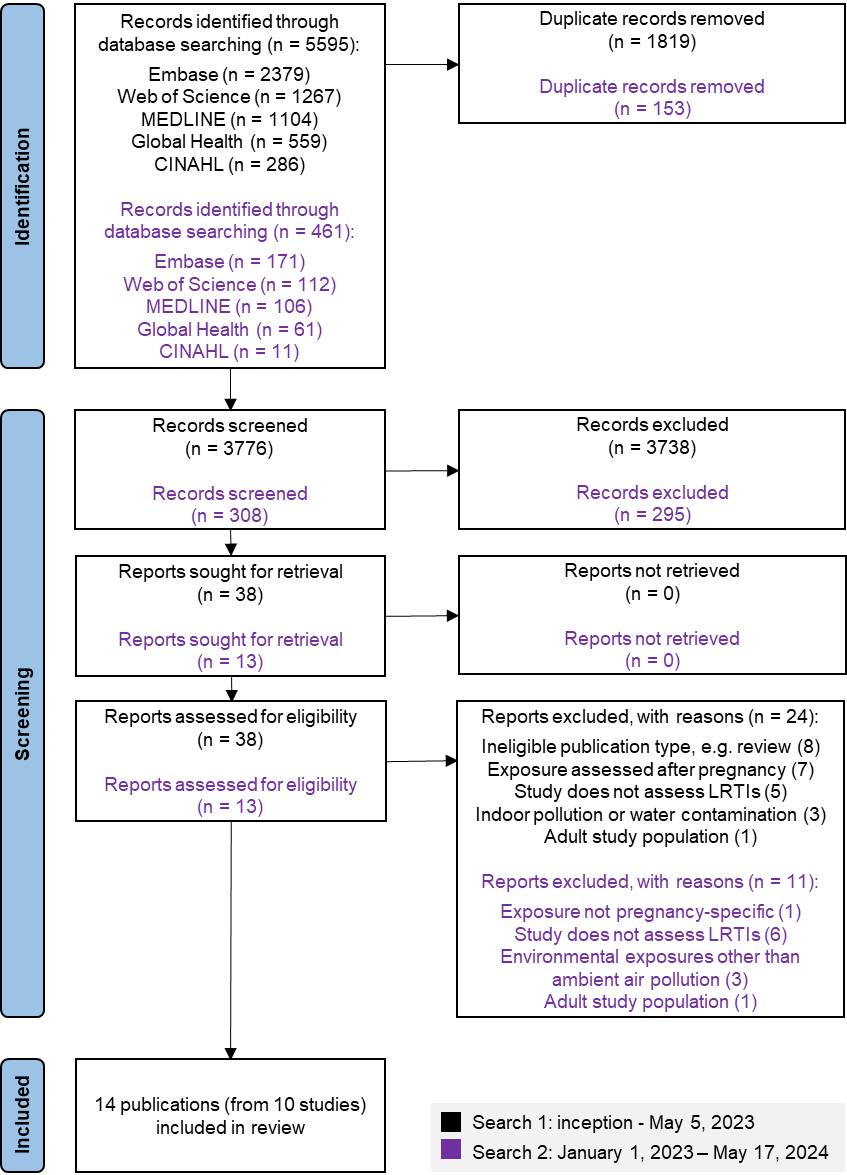 Identification
Records identified through
database searching (n = 5595):
Embase (n = 2379)
Web of Science (n = 1267)
MEDLINE (n = 1104)
Global Health (n = 559)
CINAHL (n = 286)
Records identified through
database searching (n = 461):
Embase (n = 171)
Web of Science (n = 112)
MEDLINE (n = 106)
Global Health (n = 61)
CINAHL (n = 11)
Duplicate records removed
(n = 1819)
Duplicate records removed
(n = 153)
Screening
Records screened
(n = 3776)
Records screened
(n = 308)
Records excluded
(n = 3738)
Records excluded
(n = 295)
Reports sought for retrieval
(n = 38)
Reports sought for retrieval
(n = 13)
Reports not retrieved
(n = 0)
Reports not retrieved
(n = 0)
Reports assessed for eligibility
(n = 38)
Reports assessed for eligibility
(n = 13)
Reports excluded, with reasons (n = 24):
Ineligible publication type, e.g. review (8)
Exposure assessed after pregnancy (7)
Study does not assess LRTIs (5)
Indoor pollution or water contamination (3)
Adult study population (1)
Reports excluded, with reasons (n = 11):
Exposure not pregnancy-specific (1)
Study does not assess LRTIs (6)
Environmental exposures other than
ambient air pollution (3)
Adult study population (1)
Included
14 publications (from 10 studies)
included in review
Search 1: inception - May 5, 2023
Search 2: January 1, 2023 – May 17, 2024